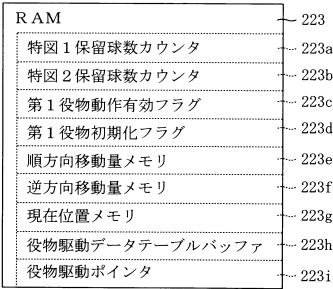 RAM 223
特図1保留球数カウンタ 223a
特図2保留球数カウンタ 223b
第1役物動作有効フラグ 223c
第1役物初期化フラグ 223d
順方向移動量メモリ 223e
逆方向移動量メモリ 223f
現在位置メモリ 223g
役物駆動データテーブルバッファ 223h
役物駆動ポインタ 223i